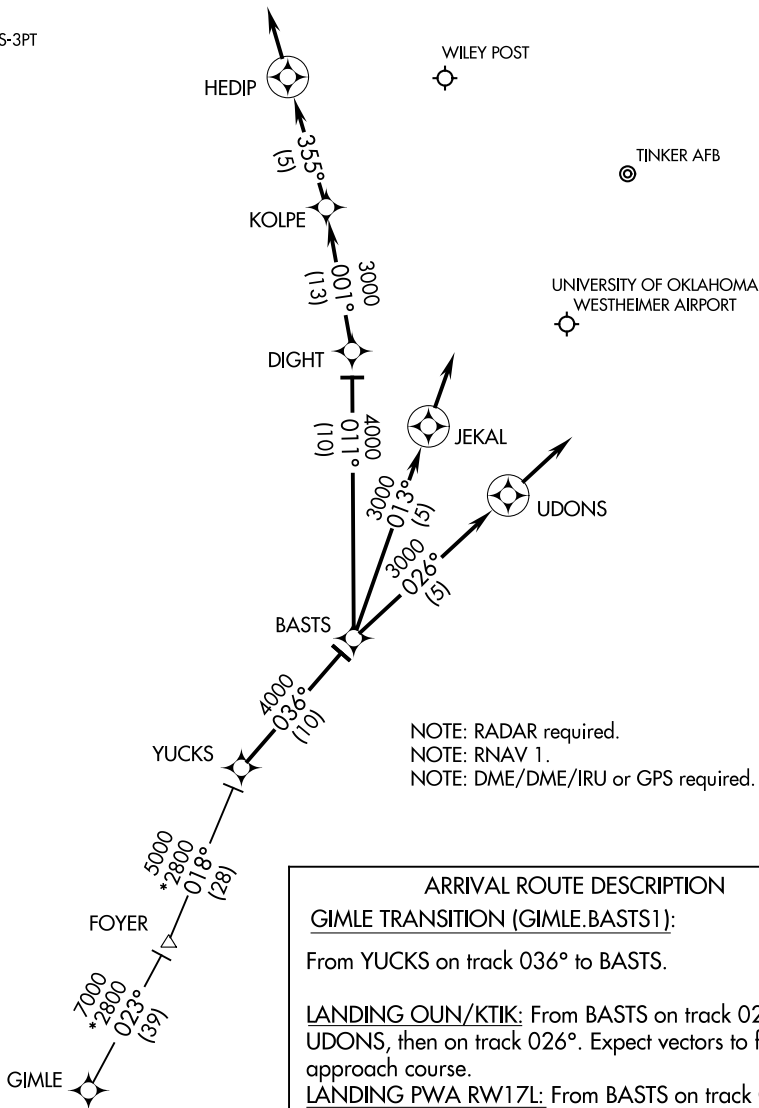 S-3PT
WILEY POST
HEDIP
355°
(5)
TINKER AFB
KOLPE
3000
001°
(13)
UNIVERSITY OF OKLAHOMA
WESTHEIMER AIRPORT
DIGHT
4000
011°
(10)
JEKAL
3000
013°
(5)
UDONS
3000
026°
(5)
BASTS
4000
036°
(10)
NOTE: RADAR required.
NOTE: RNAV 1.
NOTE: DME/DME/IRU or GPS required.
YUCKS
5000
*2800
018°
(28)
FOYER
7000
*2800
023°
(39)
GIMLE
ARRIVAL ROUTE DESCRIPTION
GIMLE TRANSITION (GIMLE.BASTS1):
From YUCKS on track 036° to BASTS.
LANDING OUN/KTIK: From BASTS on track 02
UDONS, then on track 026°. Expect vectors to f
approach course.
LANDING PWA RW17L: From BASTS on track